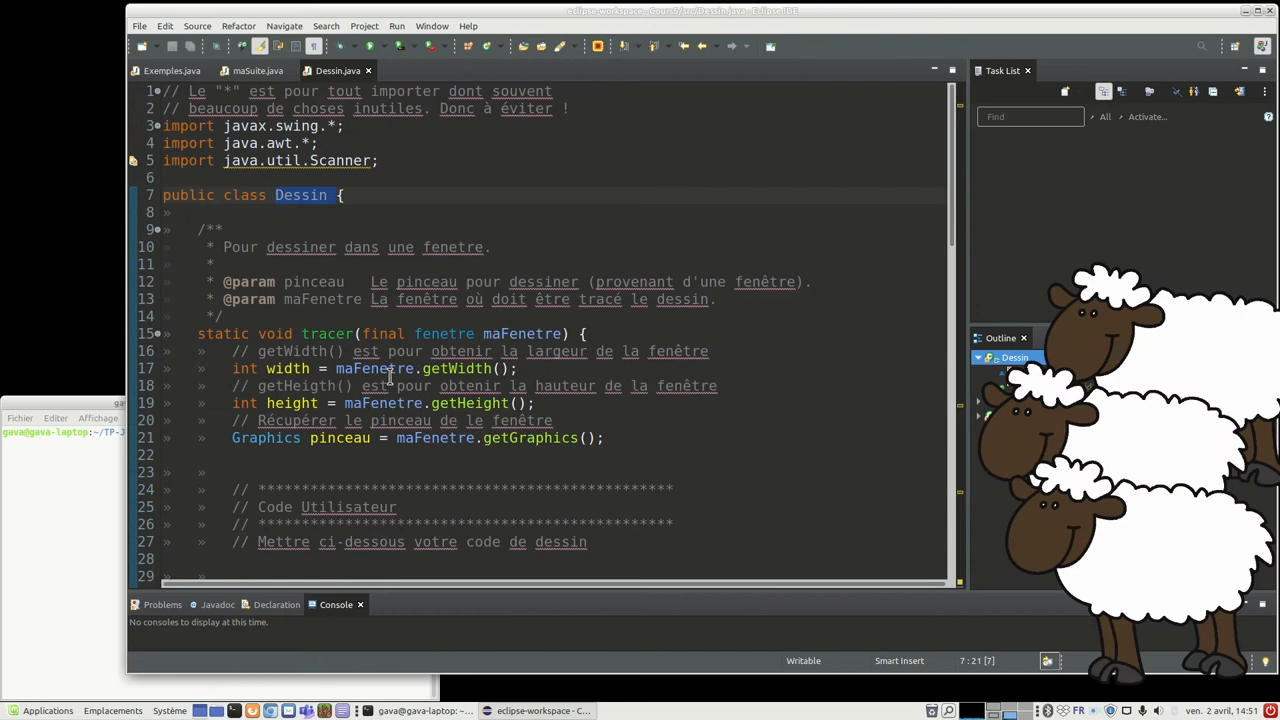 eclipse-workspace - Cours5/src/Dessin.java - Eclipse IDE
File Edit Source Refactor Navigate Search Project Run Window Help
Exemples.java maSuite.java Dessin.java
Task List
1 // Le "*" est pour tout importer dont souvent
2 // beaucoup de choses inutiles. Donc à éviter !
3 import javax.swing.*;
4 import java.awt.*;
5 import java.util.Scanner;
6
7 public class Dessin {
8
9 /**
10 * Pour dessiner dans une fenetre.
11 *
12 * @param pinceau Le pinceau pour dessiner (provenant d'une fenêtre).
13 * @param maFenetre La fenêtre où doit être tracé le dessin.
14 */
15 static void tracer(final fenetre maFenetre) {
16 // getWidth() est pour obtenir la largeur de la fenêtre
17 int width = maFenetre.getWidth();
18 // getHeigth() est pour obtenir la hauteur de la fenêtre
19 int height = maFenetre.getHeight();
20 // Récupérer le pinceau de le fenêtre
21 Graphics pinceau = maFenetre.getGraphics();
22
23
24 // ************************************************
25 // Code Utilisateur
26 // ************************************************
27 // Mettre ci-dessous votre code de dessin
28
29
Find All Activate...
Outline
Dessin
Fichier Editer Affichage
gava@gava-laptop:~/TP-J
Problems Javadoc Declaration Console
No consoles to display at this time.
Writable Smart Insert 7 : 21 [7]
Applications Emplacements Système gava@gava-laptop: ~/... eclipse-workspace - C... FR ven. 2 avril, 14:51